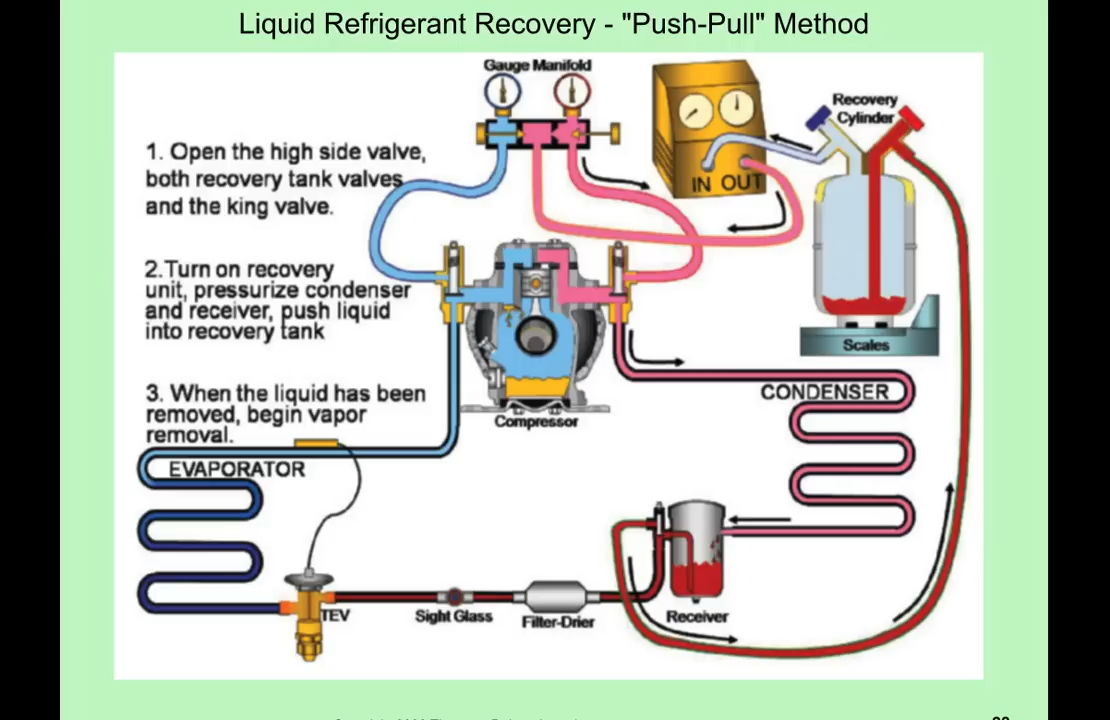 Liquid Refrigerant Recovery - "Push-Pull" Method
Gauge Manifold
Recovery
Cylinder
1. Open the high side valve,
both recovery tank valves
and the king valve.
IN OUT
2.Turn on recovery
unit, pressurize condenser
and receiver, push liquid
into recovery tank
Scales
3. When the liquid has been
removed, begin vapor
removal.
CONDENSER
Compressor
EVAPORATOR
TEV
Sight Glass
Filter-Drier
Receiver